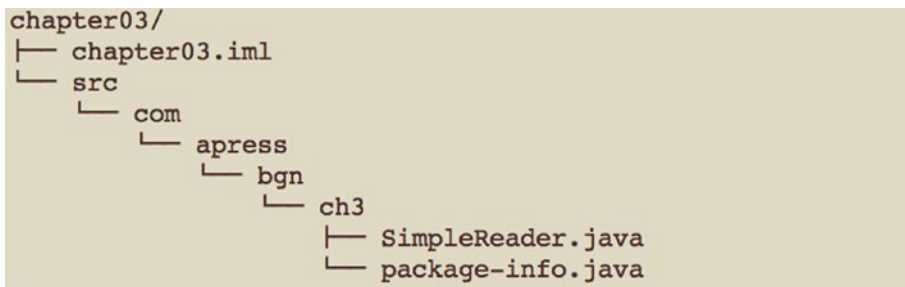 chapter03/
├── chapter03.iml
└── src
    └── com
        └── apress
            └── bgn
                └── ch3
                    ├── SimpleReader.java
                    └── package-info.java